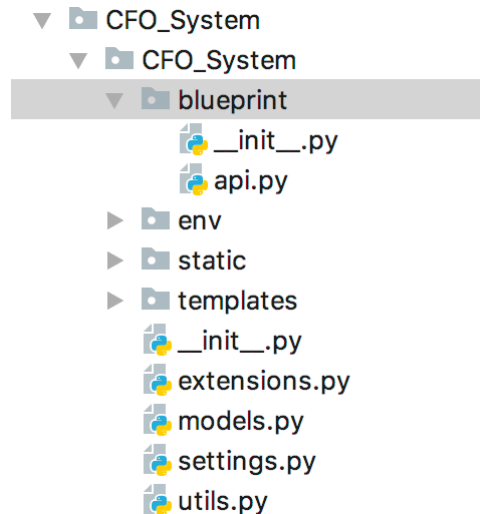 CFO_System
CFO_System
blueprint
__init__.py
api.py
env
static
templates
__init__.py
extensions.py
models.py
settings.py
utils.py